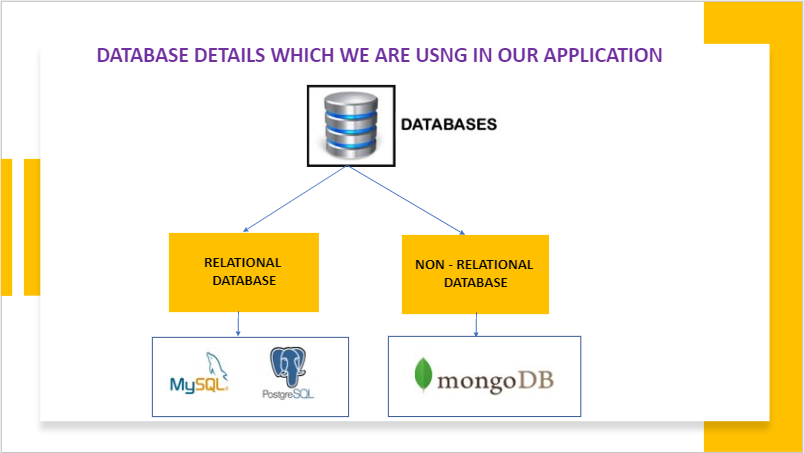 DATABASE DETAILS WHICH WE ARE USNG IN OUR APPLICATION
DATABASES
RELATIONAL
DATABASE
NON - RELATIONAL
DATABASE
MySQL
PostgreSQL
mongoDB